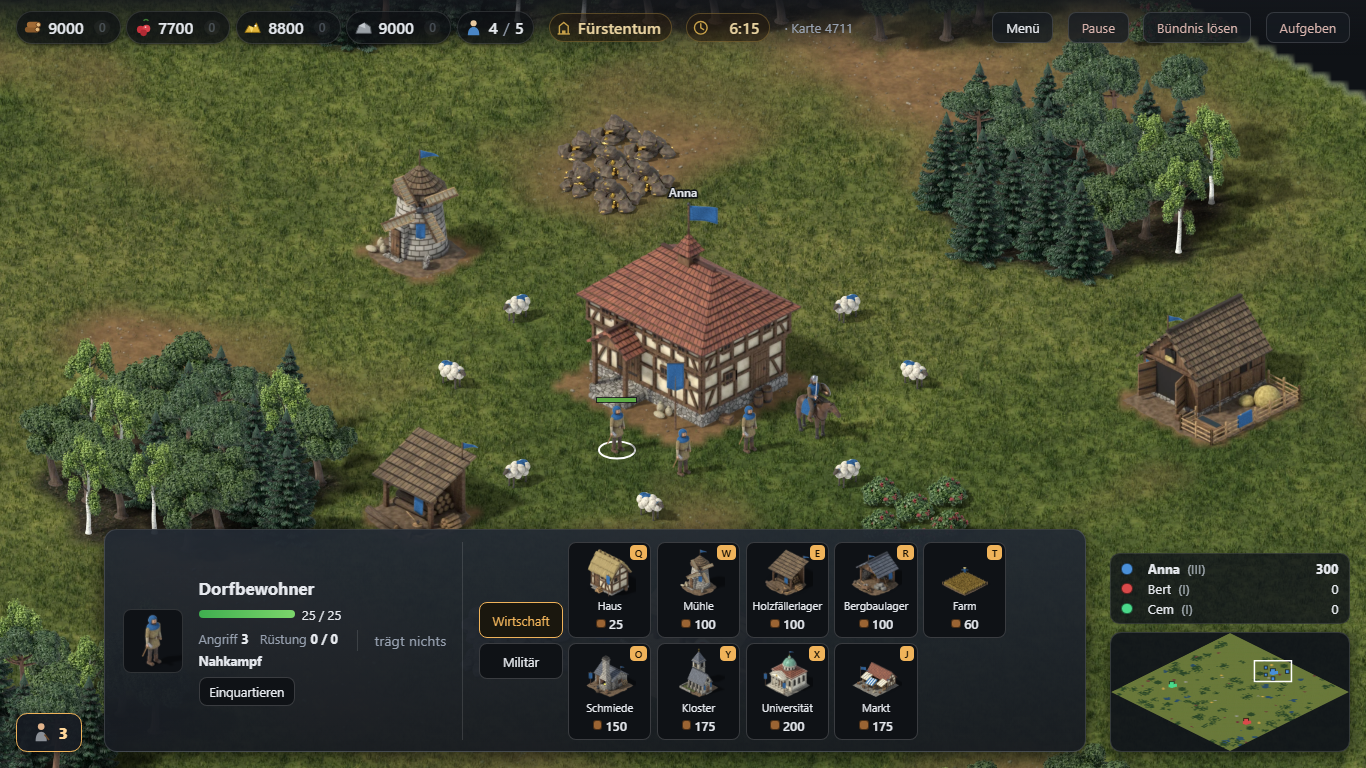 9000 0 7700 0 8800 0 9000 0 4 / 5 Fürstentum 6:15 · Karte 4711 Menü Pause Bündnis lösen Aufgeben
Anna
Dorfbewohner
25 / 25
Angriff 3 Rüstung 0 / 0
Nahkampf
trägt nichts
Einquartieren
Wirtschaft
Militär
Q
Haus
25
W
Mühle
100
E
Holzfällerlager
100
R
Bergbaulager
100
T
Farm
60
O
Schmiede
150
Y
Kloster
175
X
Universität
200
J
Markt
175
Anna (III) 300
Bert (I) 0
Cem (I) 0
3